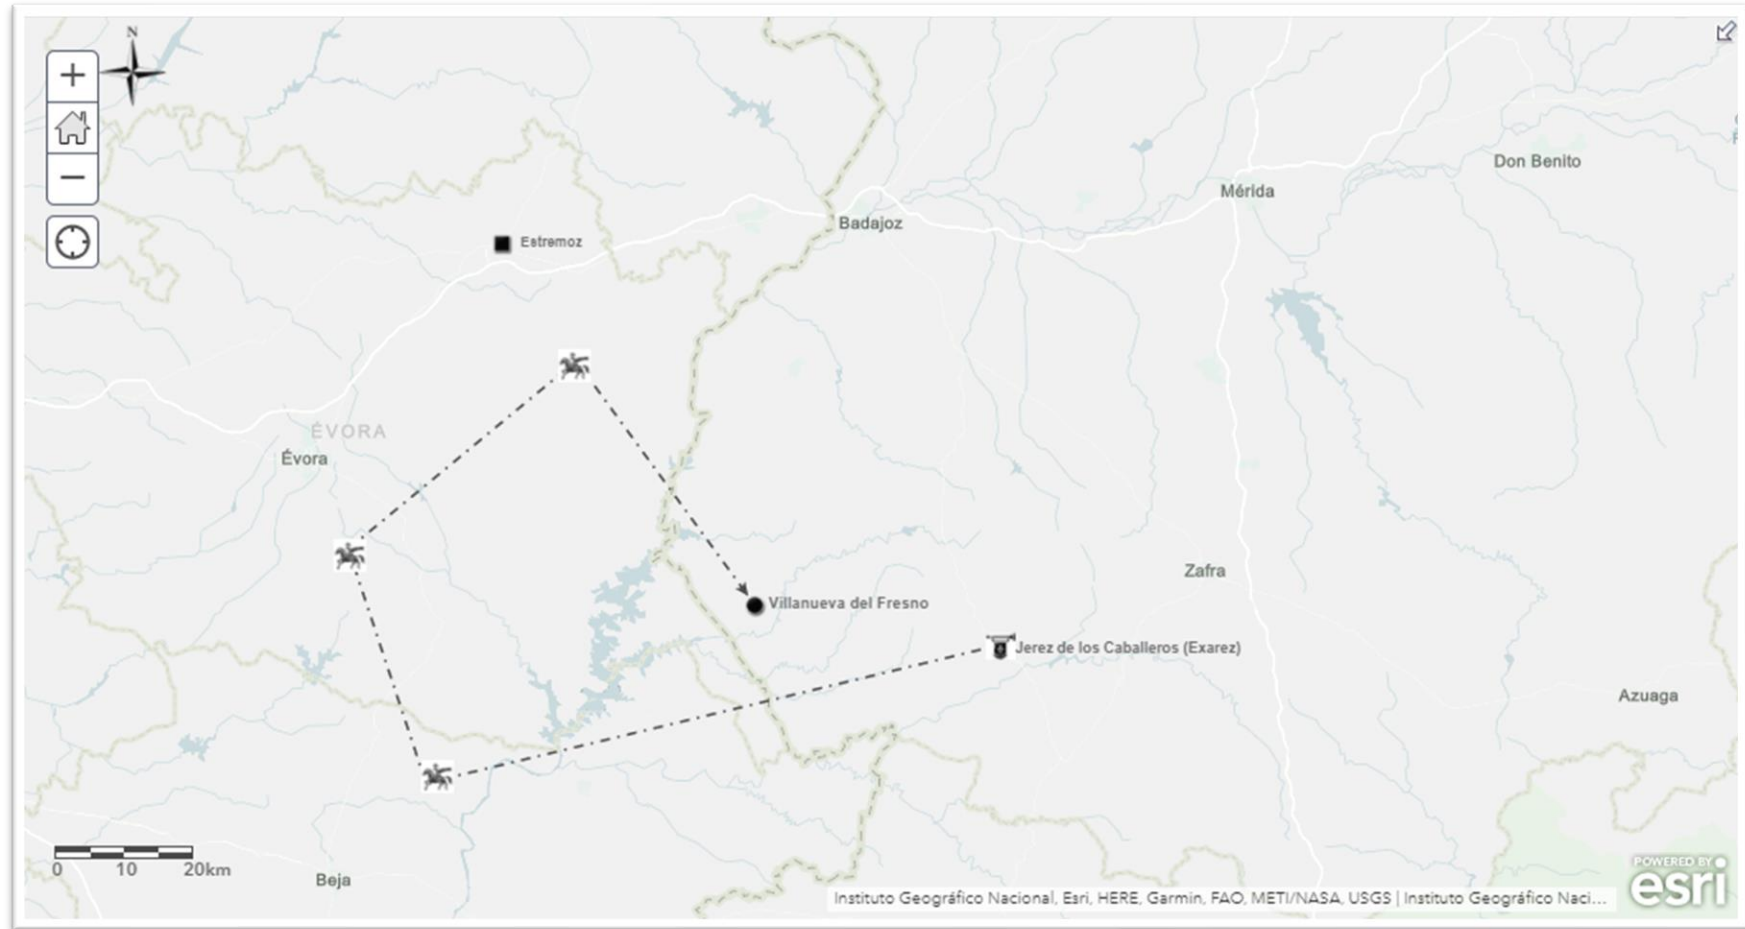 N
+
−
Don Benito
Mérida
Badajoz
Estremoz
ÉVORA
Évora
Zafra
Villanueva del Fresno
Jerez de los Caballeros (Exarez)
Azuaga
0 10 20km
Beja
POWERED BY
esri
Instituto Geográfico Nacional, Esri, HERE, Garmin, FAO, METI/NASA, USGS | Instituto Geográfico Naci...